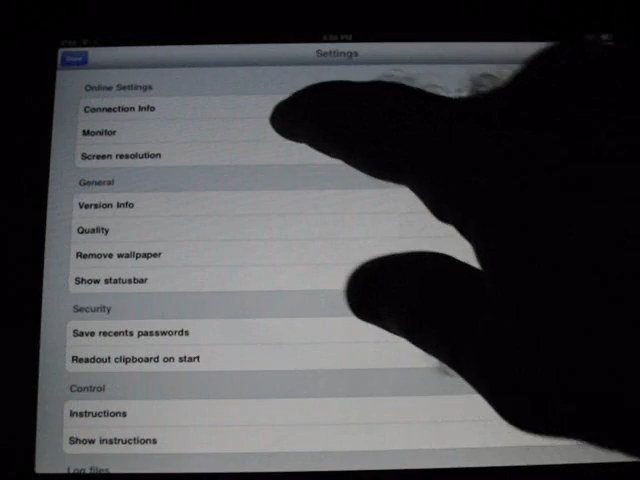 Settings
Done
Online Settings
Connection Info
Monitor
Screen resolution
General
Version Info
Quality
Remove wallpaper
Show statusbar
Security
Save recents passwords
Readout clipboard on start
Control
Instructions
Show instructions
Log files